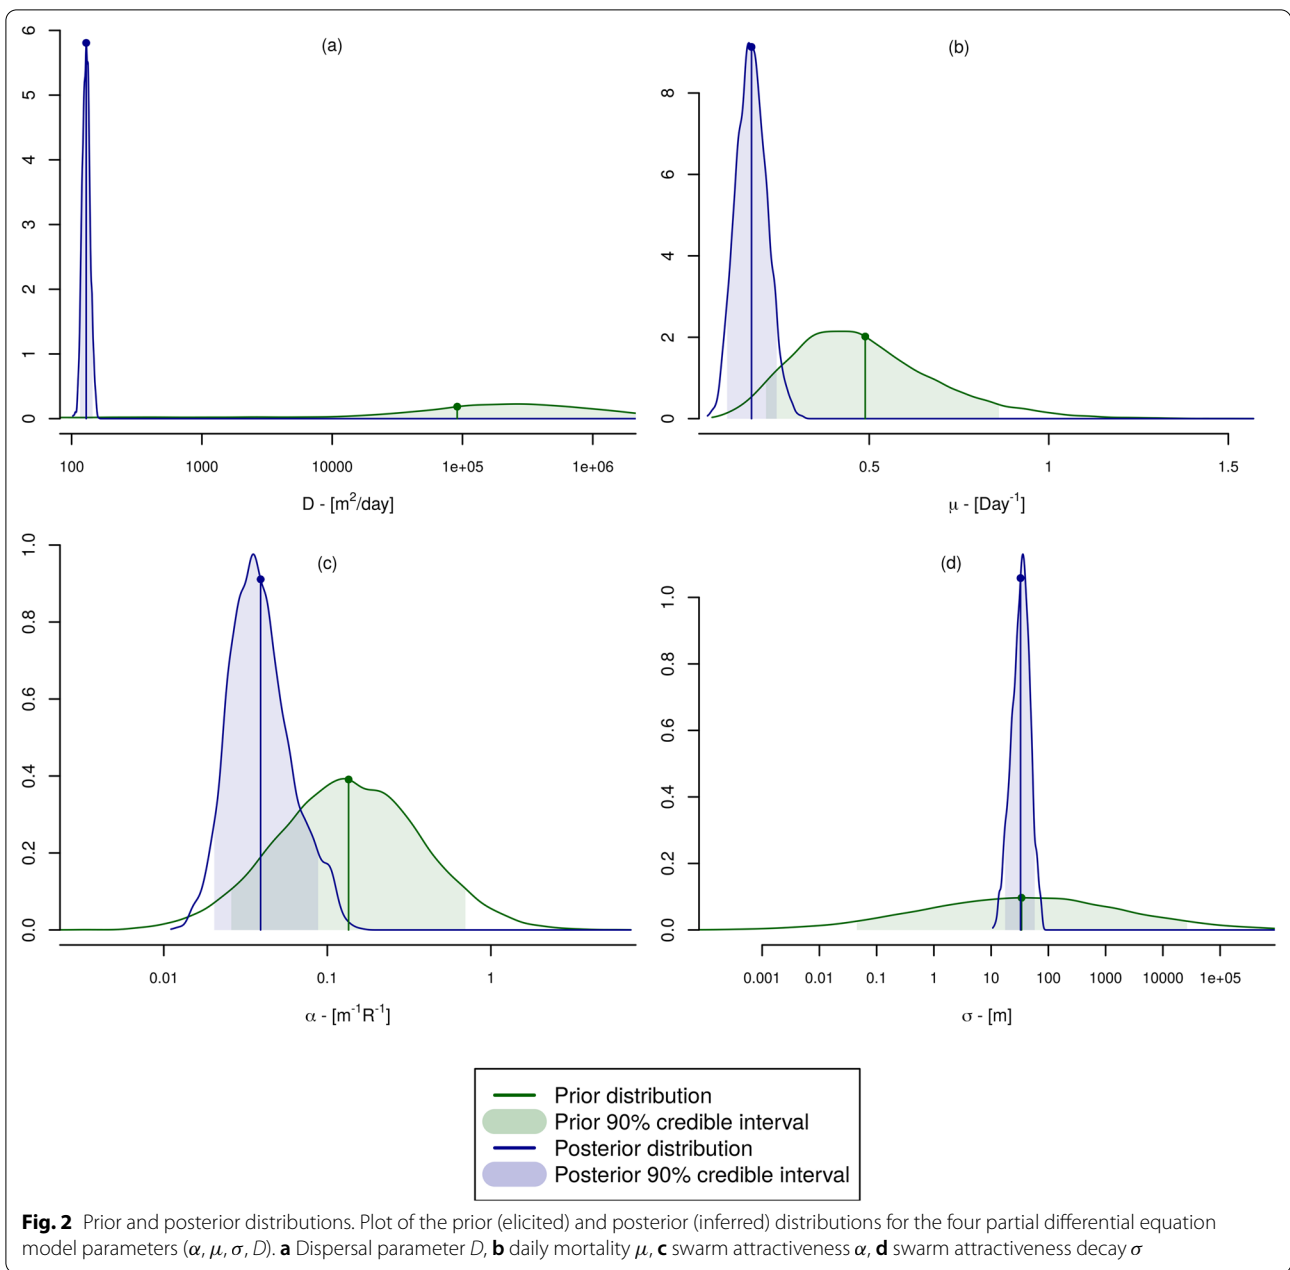 (a)
6
5
4
3
2
1
0
100 1000 10000 1e+05 1e+06
D - [m²/day]
(b)
8
6
4
2
0
0.5 1 1.5
μ - [Day⁻¹]
(c)
1.0
0.8
0.6
0.4
0.2
0.0
0.01 0.1 1
α - [m⁻¹R⁻¹]
(d)
1.0
0.8
0.6
0.4
0.2
0.0
0.001 0.01 0.1 1 10 100 1000 10000 1e+05
σ - [m]
Prior distribution
Prior 90% credible interval
Posterior distribution
Posterior 90% credible interval
Fig. 2 Prior and posterior distributions. Plot of the prior (elicited) and posterior (inferred) distributions for the four partial differential equation
model parameters (α, μ, σ, D). a Dispersal parameter D, b daily mortality μ, c swarm attractiveness α, d swarm attractiveness decay σ